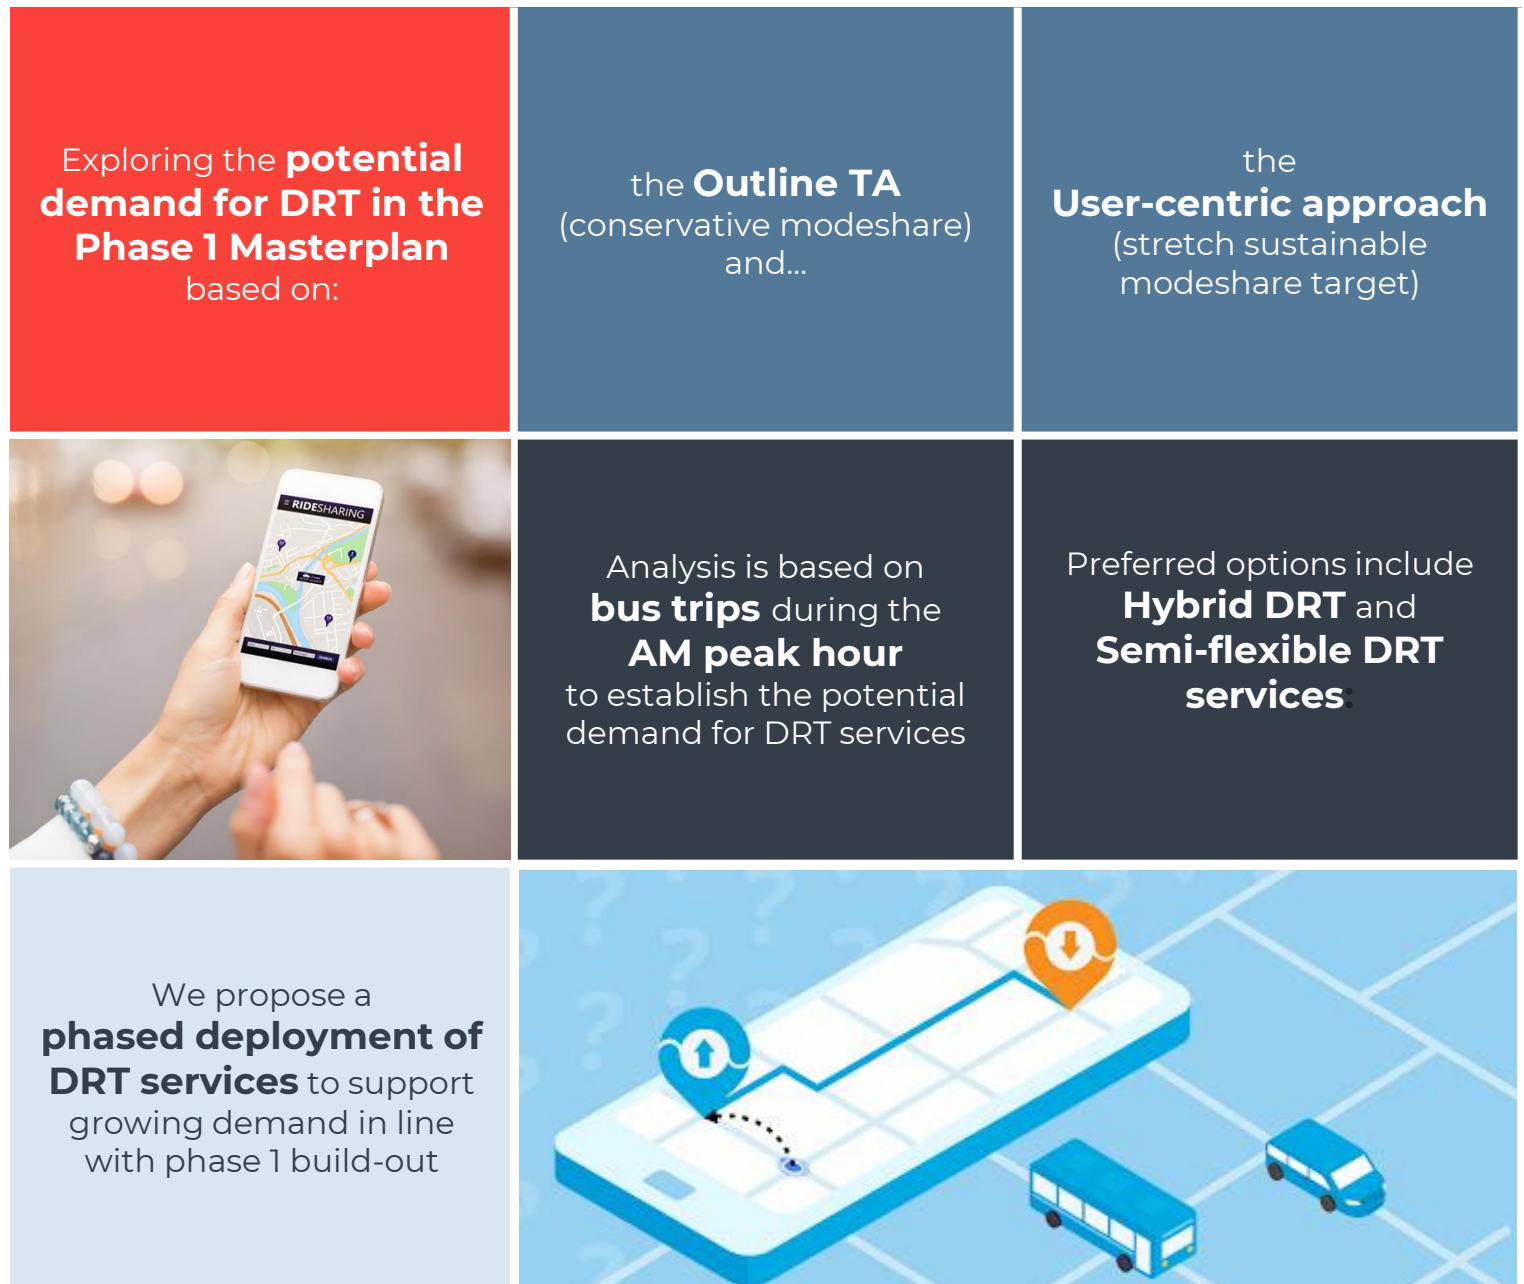 Exploring the potential
demand for DRT in the
Phase 1 Masterplan
based on:
the Outline TA
(conservative modeshare)
and...
the
User-centric approach
(stretch sustainable
modeshare target)
RIDESHARING
Analysis is based on
bus trips during the
AM peak hour
to establish the potential
demand for DRT services
Preferred options include
Hybrid DRT and
Semi-flexible DRT
services:
We propose a
phased deployment of
DRT services to support
growing demand in line
with phase 1 build-out